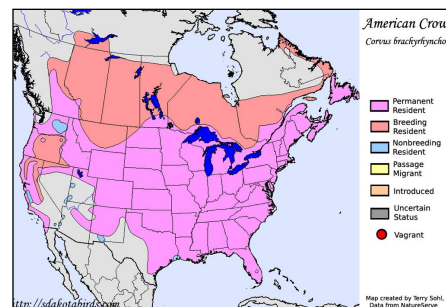 American Crow
Corvus brachyrhyncho
Permanent
Resident
Breeding
Resident
Nonbreeding
Resident
Passage
Migrant
Introduced
Uncertain
Status
Vagrant
http://sdakotabirds.com
Map created by Terry Sohl.
Data from NatureServe